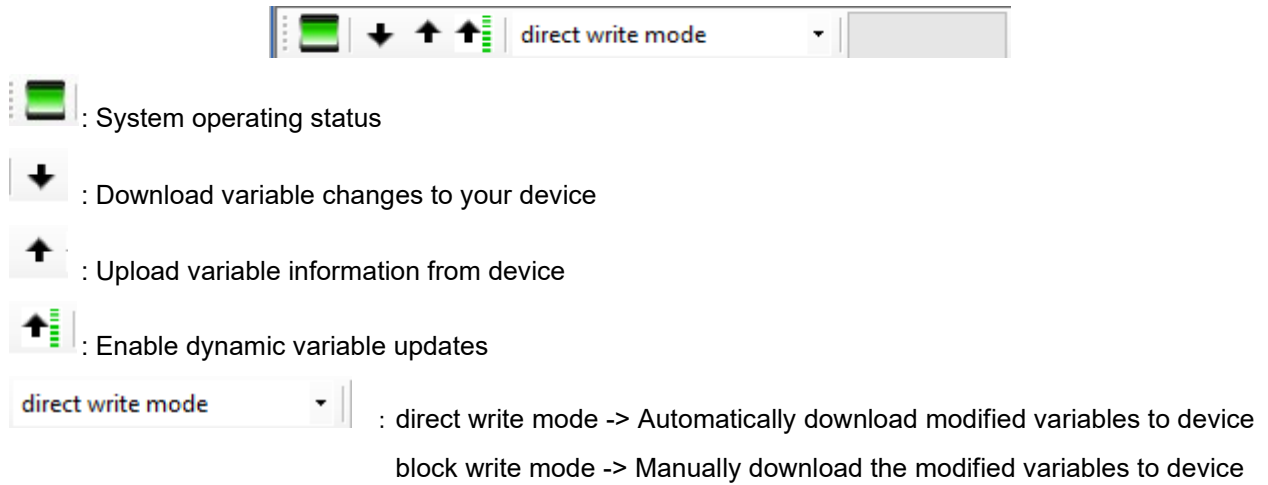 direct write mode
: System operating status
: Download variable changes to your device
: Upload variable information from device
: Enable dynamic variable updates
direct write mode : direct write mode -> Automatically download modified variables to device
block write mode -> Manually download the modified variables to device